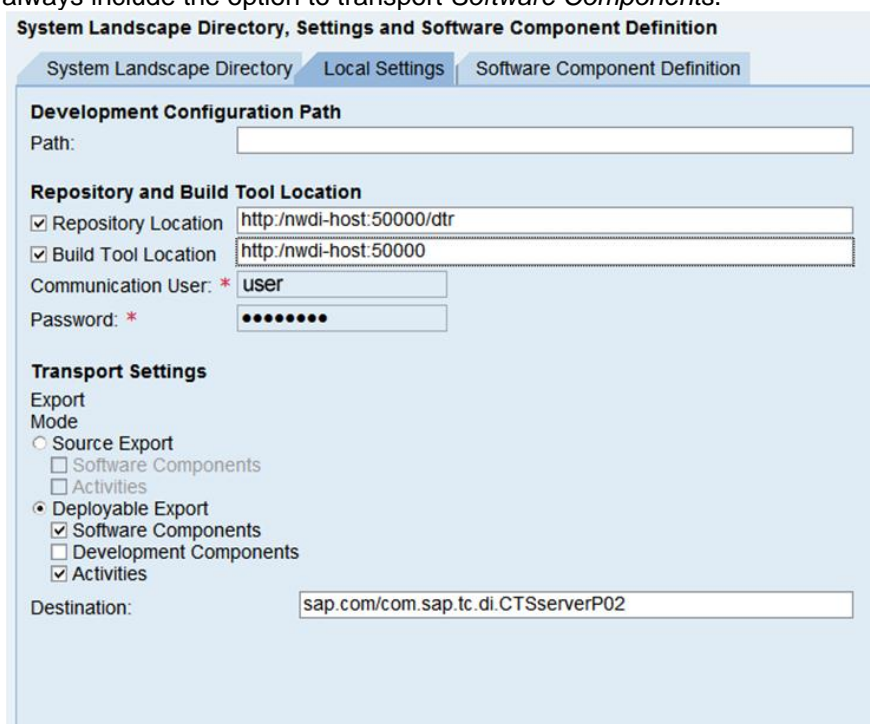 always include the option to transport Software Components.
System Landscape Directory, Settings and Software Component Definition
System Landscape Directory Local Settings Software Component Definition
Development Configuration Path
Path:
Repository and Build Tool Location
Repository Location http:/nwdi-host:50000/dtr
Build Tool Location http:/nwdi-host:50000
Communication User: * user
Password: * ●●●●●●●●
Transport Settings
Export
Mode
Source Export
Software Components
Activities
Deployable Export
Software Components
Development Components
Activities
Destination: sap.com/com.sap.tc.di.CTSserverP02